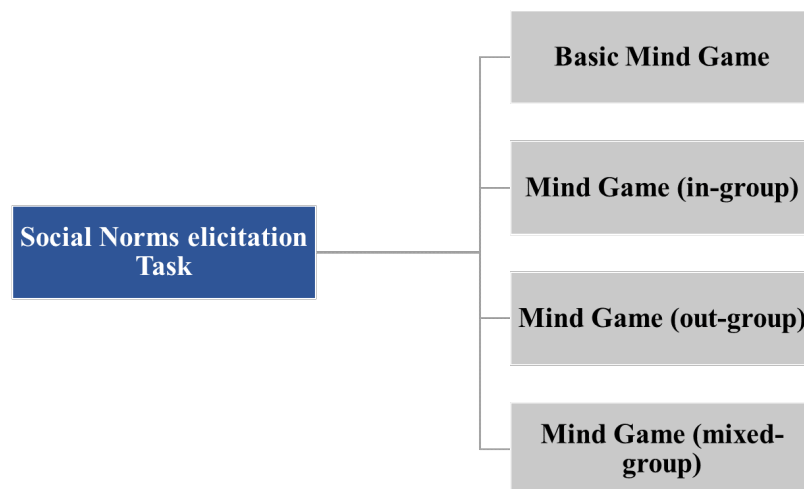 Basic Mind Game
Mind Game (in-group)
Social Norms elicitation
Task
Mind Game (out-group)
Mind Game (mixed-
group)